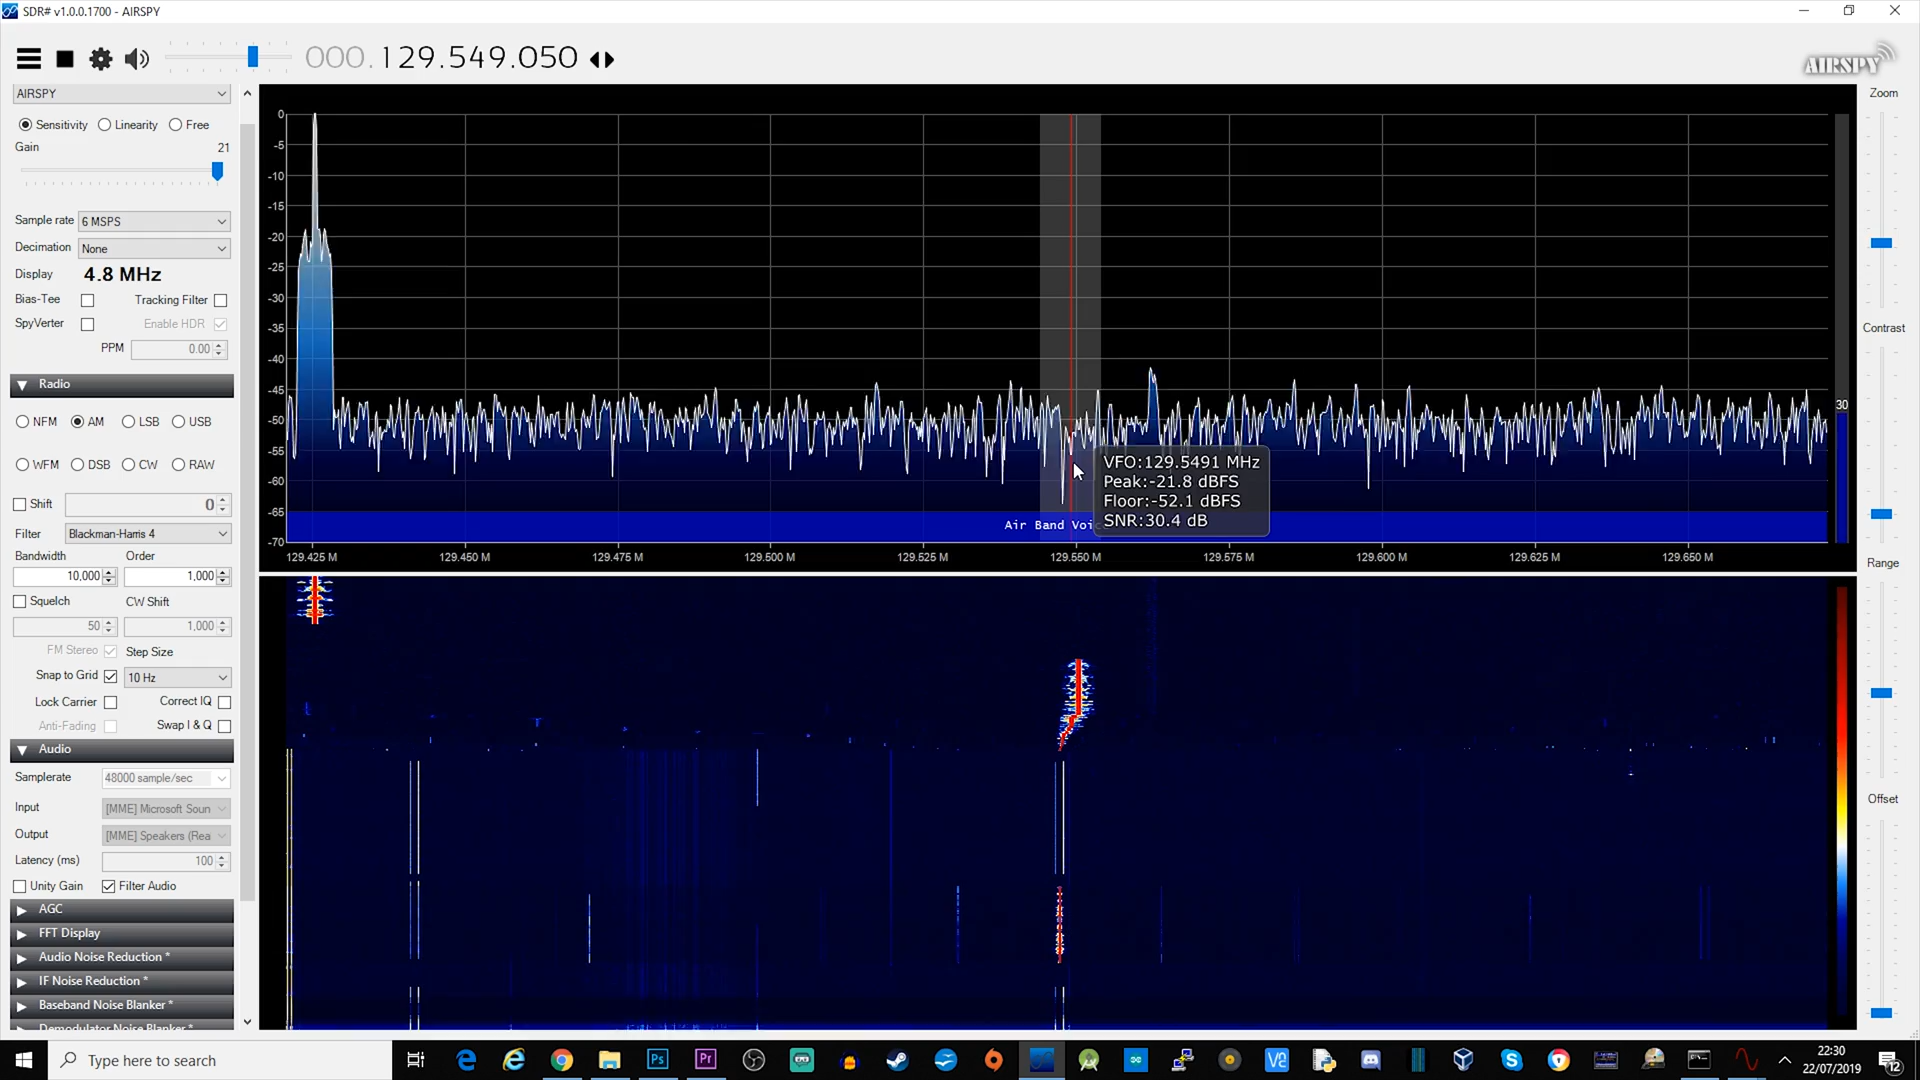 SDR# v1.0.0.1700 - AIRSPY
000.129.549.050
AIRSPY
AIRSPY
Sensitivity Linearity Free
Gain 21
Sample rate 6 MSPS
Decimation None
Display 4.8 MHz
Bias-Tee Tracking Filter
SpyVerter Enable HDR
PPM 0.00
Radio
NFM AM LSB USB
WFM DSB CW RAW
Shift 0
Filter Blackman-Harris 4
Bandwidth Order
10,000 1,000
Squelch CW Shift
50 1,000
FM Stereo Step Size
Snap to Grid 10 Hz
Lock Carrier Correct IQ
Anti-Fading Swap I & Q
Audio
Samplerate 48000 sample/sec
Input [MME] Microsoft Soun
Output [MME] Speakers (Rea
Latency (ms) 100
Unity Gain Filter Audio
AGC
FFT Display
Audio Noise Reduction *
IF Noise Reduction *
Baseband Noise Blanker *
Demodulator Noise Blanker *
0
-5
-10
-15
-20
-25
-30
-35
-40
-45
-50
-55
-60
-65
-70
30
VFO:129.5491 MHz
Peak:-21.8 dBFS
Floor:-52.1 dBFS
SNR:30.4 dB
Air Band Voic
129.425 M 129.450 M 129.475 M 129.500 M 129.525 M 129.550 M 129.575 M 129.600 M 129.625 M 129.650 M
Zoom
Contrast
Range
Offset
Type here to search
Ps
Pr
V2
22:30
22/07/2019
12